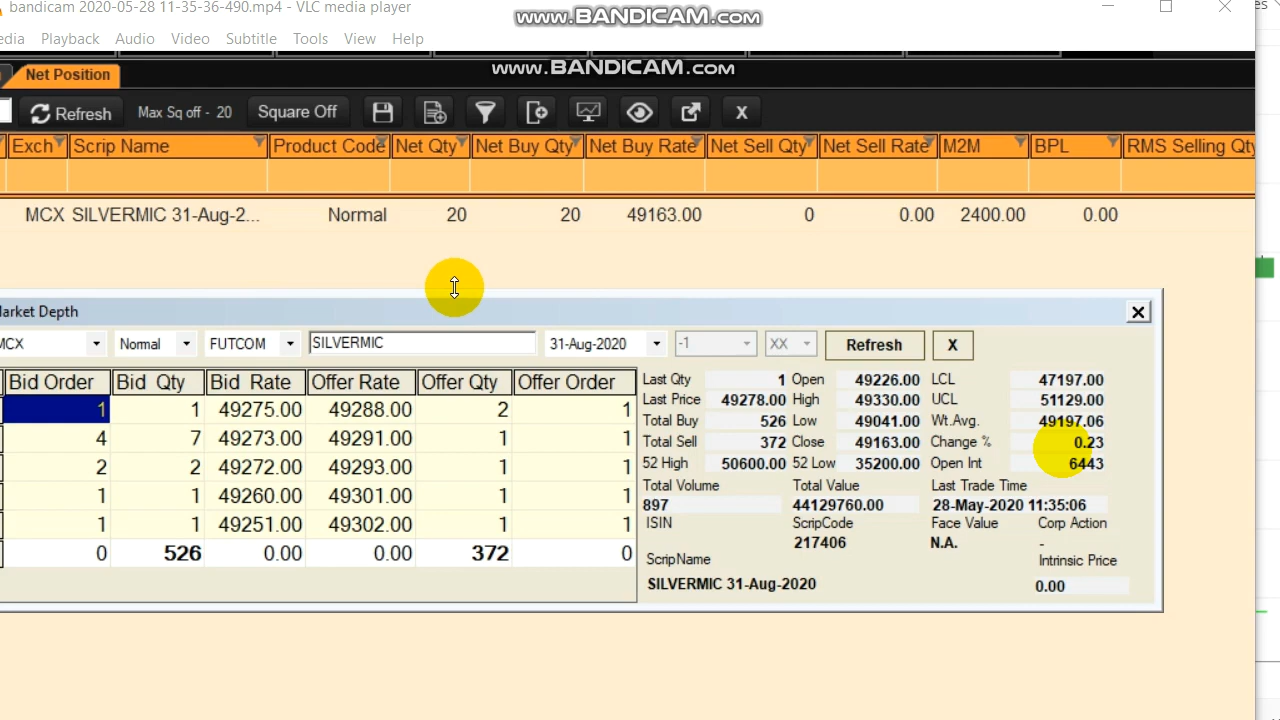 bandicam 2020-05-28 11-35-36-490.mp4 - VLC media player
www.BANDICAM.com
es
edia Playback Audio Video Subtitle Tools View Help
www.BANDICAM.com
Net Position
Refresh Max Sq off - 20 Square Off X
Exch Scrip Name Product Code Net Qty Net Buy Qty Net Buy Rate Net Sell Qty Net Sell Rate M2M BPL RMS Selling Qty
MCX SILVERMIC 31-Aug-2... Normal 20 20 49163.00 0 0.00 2400.00 0.00
Market Depth
MCX Normal FUTCOM SILVERMIC 31-Aug-2020 -1 XX Refresh X
Bid Order Bid Qty Bid Rate Offer Rate Offer Qty Offer Order
1 1 49275.00 49288.00 2 1
4 7 49273.00 49291.00 1 1
2 2 49272.00 49293.00 1 1
1 1 49260.00 49301.00 1 1
1 1 49251.00 49302.00 1 1
0 526 0.00 0.00 372 0
Last Qty 1 Open 49226.00 LCL 47197.00
Last Price 49278.00 High 49330.00 UCL 51129.00
Total Buy 526 Low 49041.00 Wt.Avg. 49197.06
Total Sell 372 Close 49163.00 Change % 0.23
52 High 50600.00 52 Low 35200.00 Open Int 6443
Total Volume Total Value Last Trade Time
897 44129760.00 28-May-2020 11:35:06
ISIN ScripCode Face Value Corp Action
217406 N.A. -
ScripName Intrinsic Price
SILVERMIC 31-Aug-2020 0.00